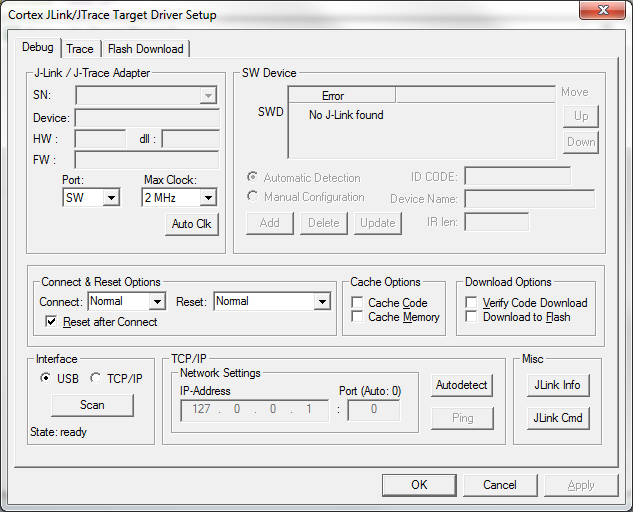 Cortex JLink/JTrace Target Driver Setup
Debug Trace Flash Download
J-Link / J-Trace Adapter
SN:
Device:
HW : dll :
FW :
Port: Max Clock:
SW 2 MHz
Auto Clk
SW Device
Error
SWD No J-Link found
Move
Up
Down
Automatic Detection
Manual Configuration
ID CODE:
Device Name:
Add Delete Update IR len:
Connect & Reset Options
Connect: Normal Reset: Normal
Reset after Connect
Cache Options
Cache Code
Cache Memory
Download Options
Verify Code Download
Download to Flash
Interface
USB TCP/IP
Scan
State: ready
TCP/IP
Network Settings
IP-Address Port (Auto: 0)
127 . 0 . 0 . 1 : 0
Autodetect
Ping
Misc
JLink Info
JLink Cmd
OK Cancel Apply